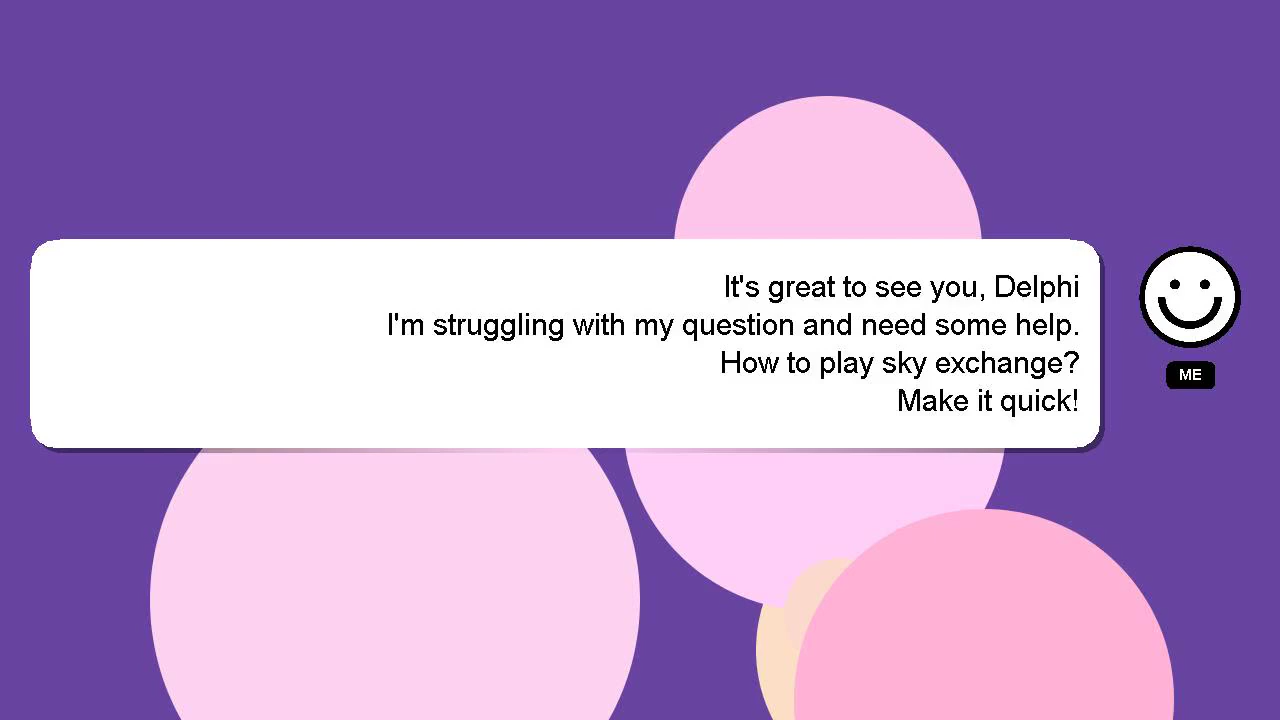 It's great to see you, Delphi
I'm struggling with my question and need some help.
How to play sky exchange?
Make it quick!
ME